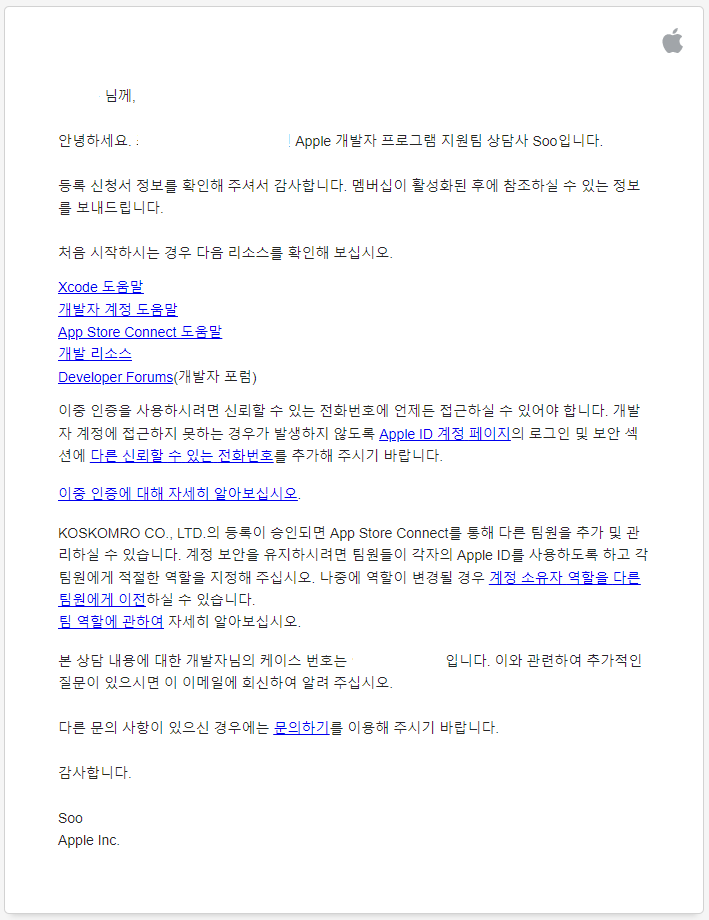 님께,
안녕하세요. Apple 개발자 프로그램 지원팀 상담사 Soo입니다.
등록 신청서 정보를 확인해 주셔서 감사합니다. 멤버십이 활성화된 후에 참조하실 수 있는 정보
를 보내드립니다.
처음 시작하시는 경우 다음 리소스를 확인해 보십시오.
Xcode 도움말
개발자 계정 도움말
App Store Connect 도움말
개발 리소스
Developer Forums(개발자 포럼)
이중 인증을 사용하시려면 신뢰할 수 있는 전화번호에 언제든 접근하실 수 있어야 합니다. 개발
자 계정에 접근하지 못하는 경우가 발생하지 않도록 Apple ID 계정 페이지의 로그인 및 보안 섹
션에 다른 신뢰할 수 있는 전화번호를 추가해 주시기 바랍니다.
이중 인증에 대해 자세히 알아보십시오.
KOSKOMRO CO., LTD.의 등록이 승인되면 App Store Connect를 통해 다른 팀원을 추가 및 관
리하실 수 있습니다. 계정 보안을 유지하시려면 팀원들이 각자의 Apple ID를 사용하도록 하고 각
팀원에게 적절한 역할을 지정해 주십시오. 나중에 역할이 변경될 경우 계정 소유자 역할을 다른
팀원에게 이전하실 수 있습니다.
팀 역할에 관하여 자세히 알아보십시오.
본 상담 내용에 대한 개발자님의 케이스 번호는 입니다. 이와 관련하여 추가적인
질문이 있으시면 이 이메일에 회신하여 알려 주십시오.
다른 문의 사항이 있으신 경우에는 문의하기를 이용해 주시기 바랍니다.
감사합니다.
Soo
Apple Inc.